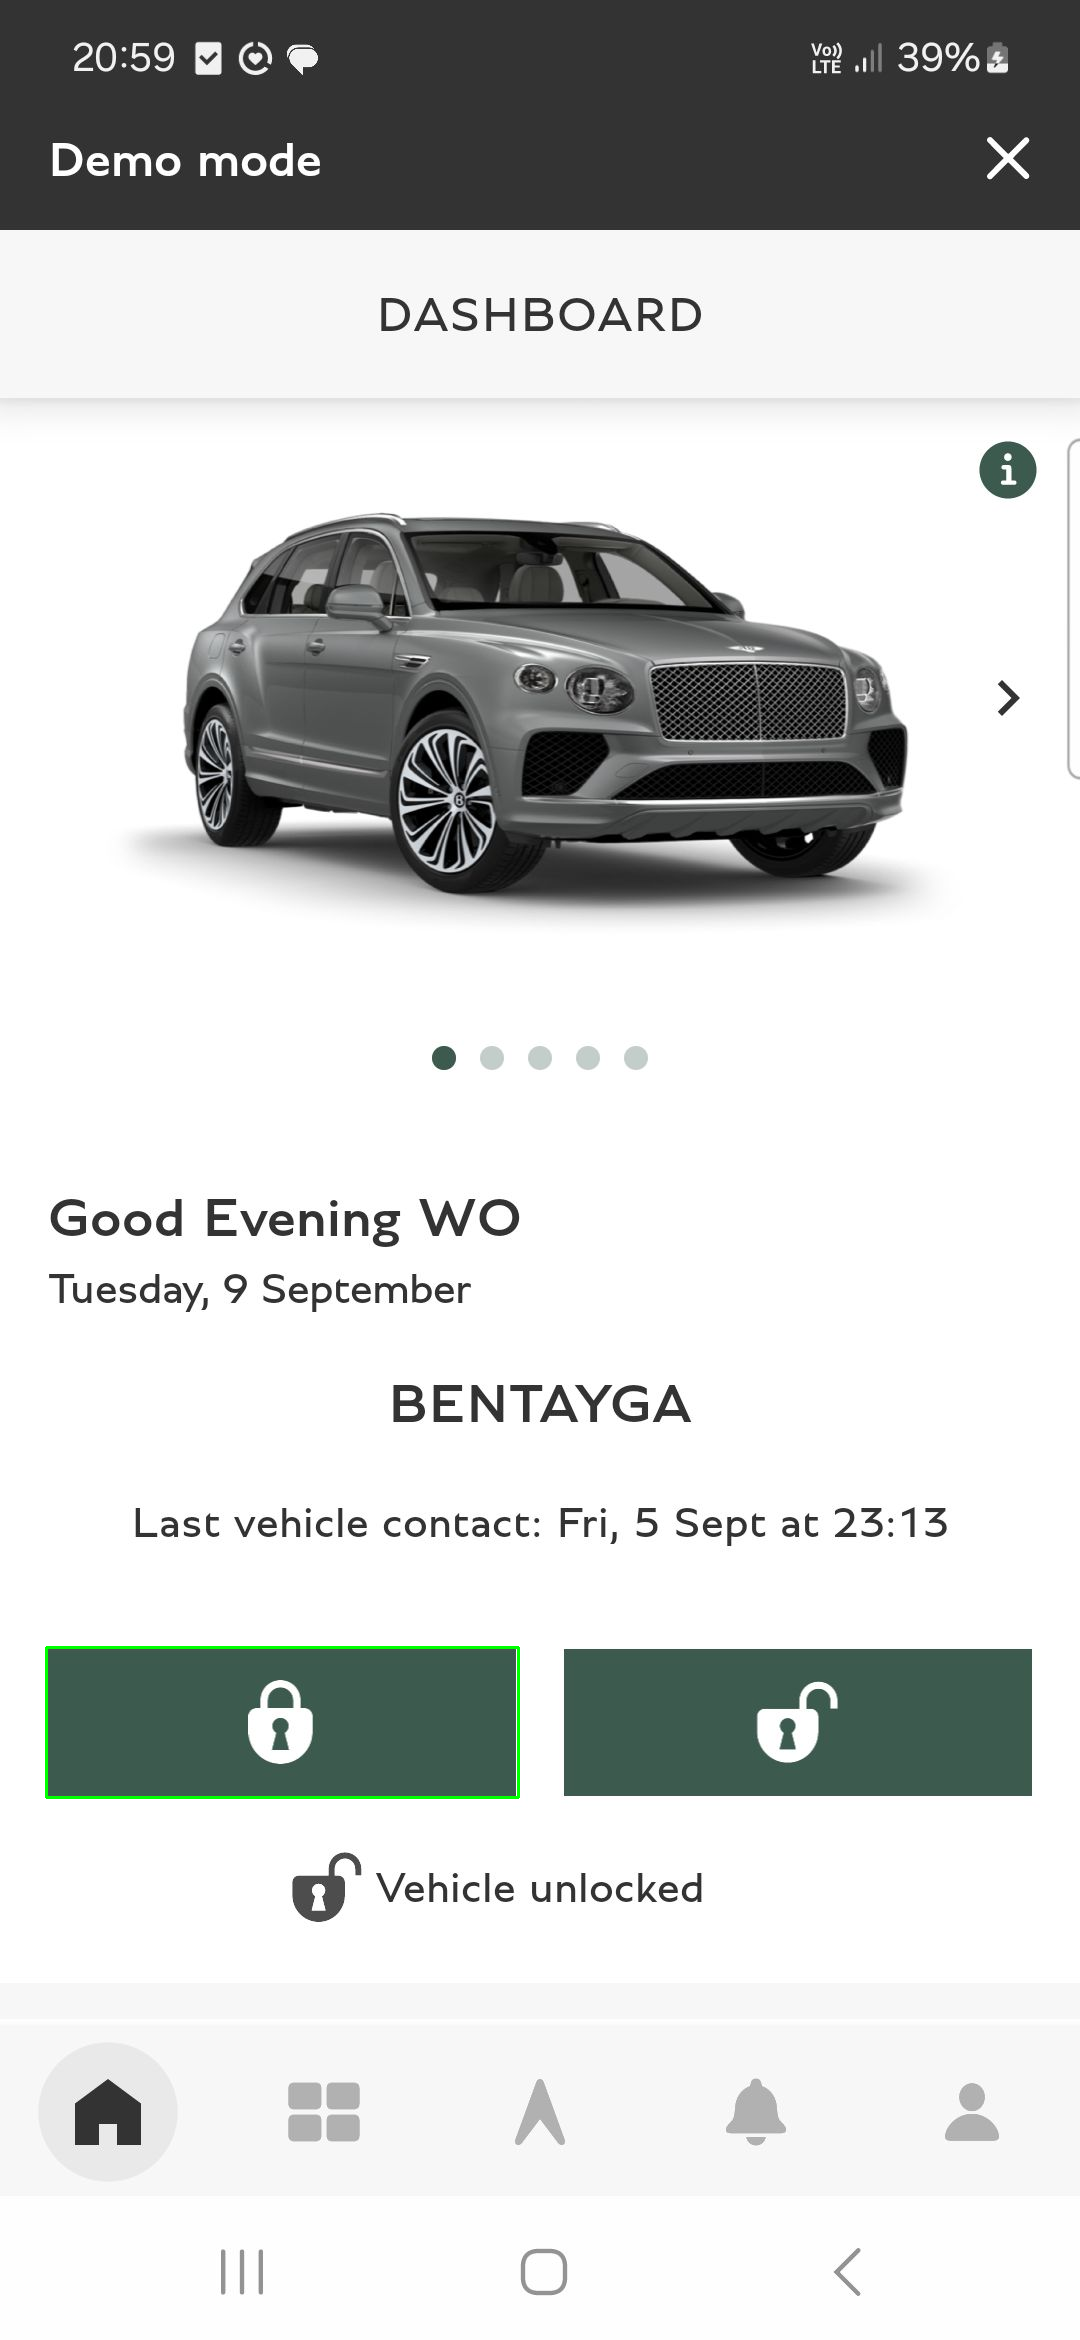 20:59
Vo))
LTE
39%
Demo mode
DASHBOARD
Good Evening WO
Tuesday, 9 September
BENTAYGA
Last vehicle contact: Fri, 5 Sept at 23:13
Vehicle unlocked